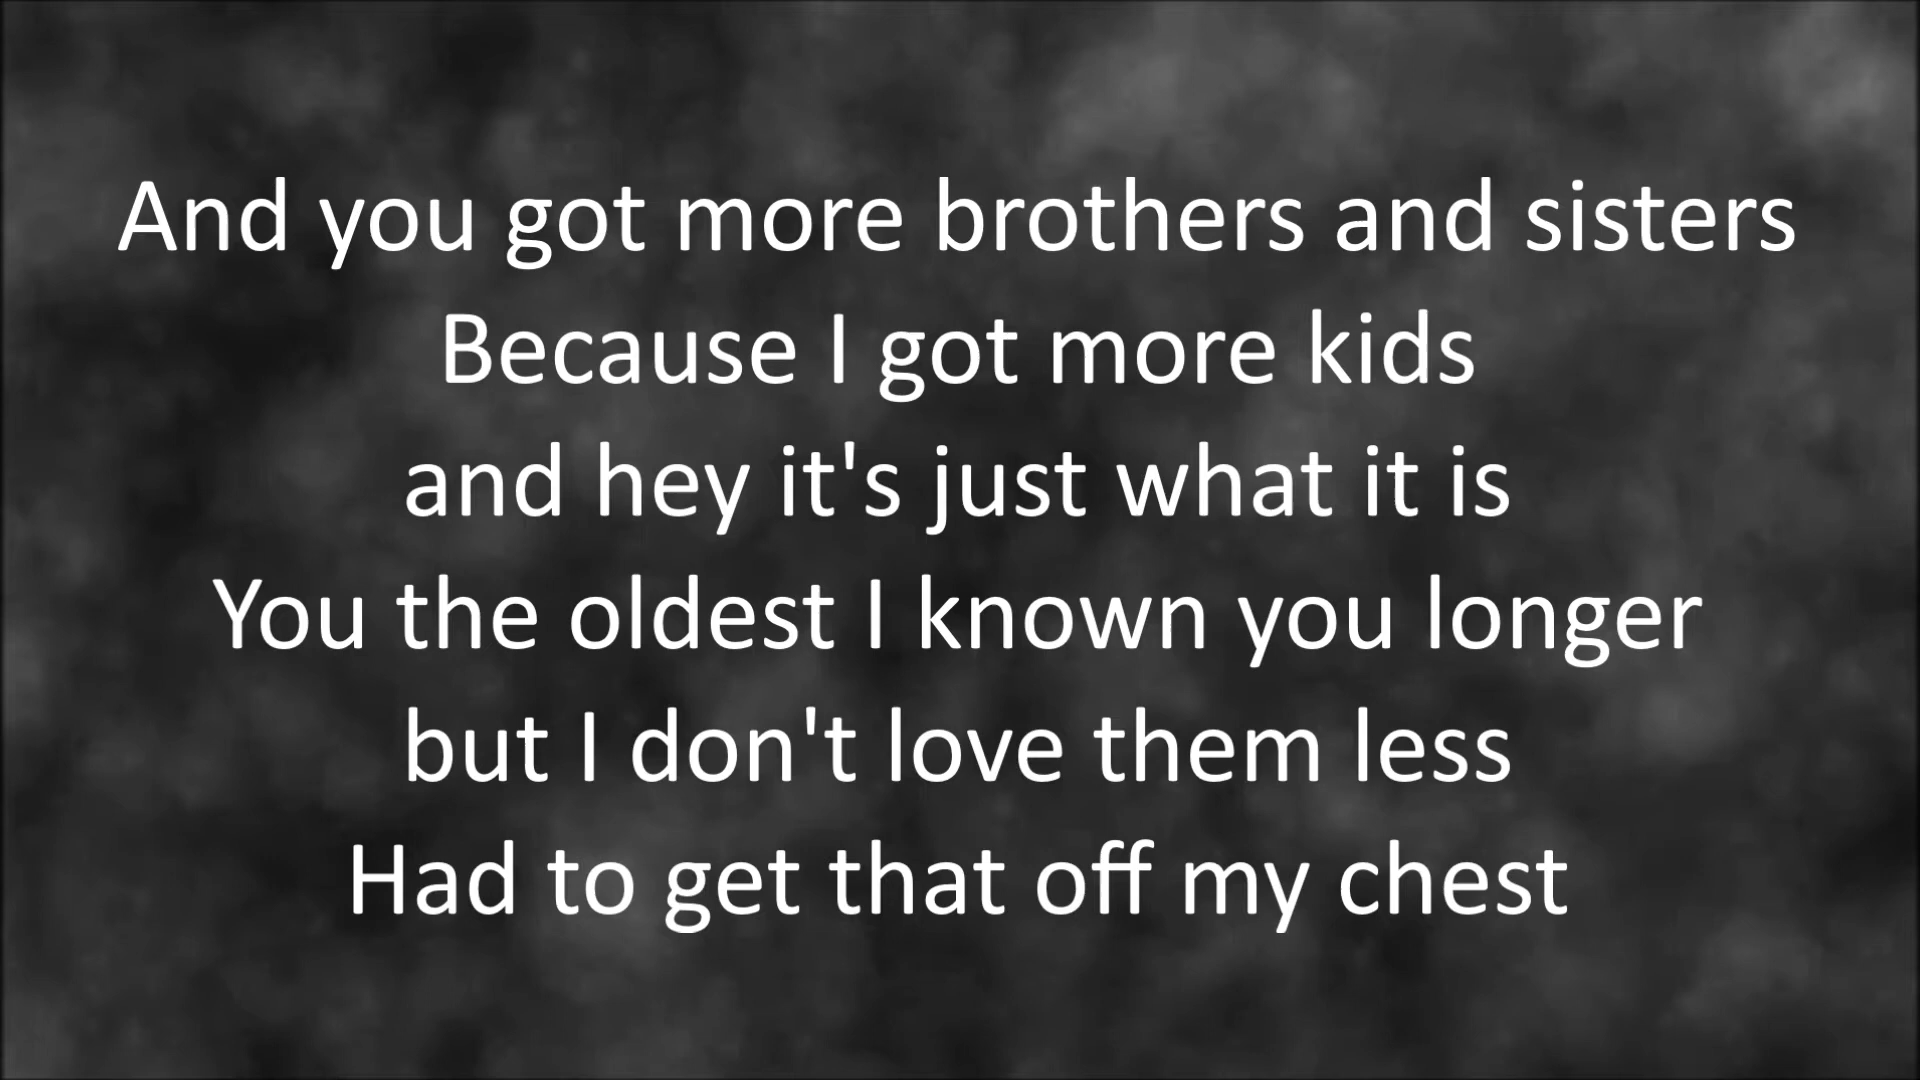 And you got more brothers and sisters
Because I got more kids
and hey it's just what it is
You the oldest I known you longer
but I don't love them less
Had to get that off my chest